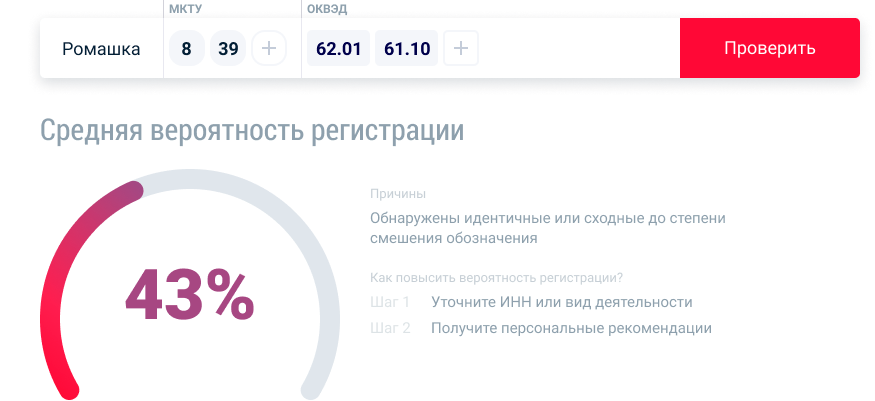 МКТУ
ОКВЭД
Ромашка 8 39 + 62.01 61.10 + Проверить
Средняя вероятность регистрации
43%
Причины
Обнаружены идентичные или сходные до степени
смешения обозначения
Как повысить вероятность регистрации?
Шаг 1 Уточните ИНН или вид деятельности
Шаг 2 Получите персональные рекомендации